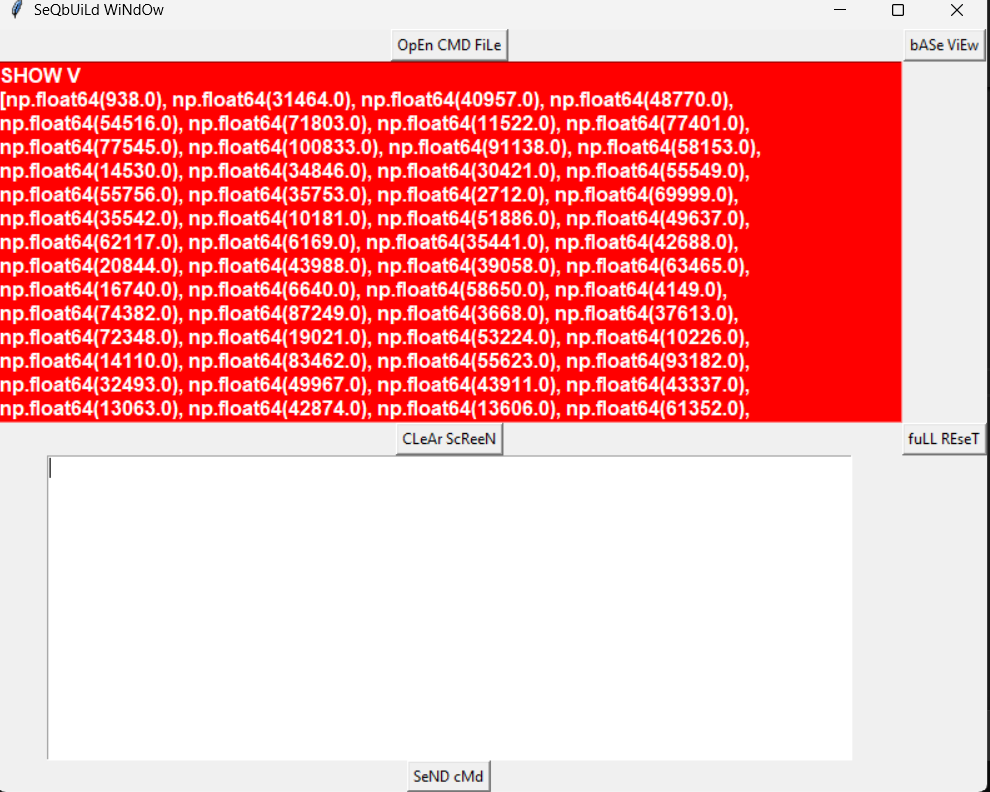 SeQbUiLd WiNdOw
OpEn CMD FiLe
bASe ViEw
SHOW V
[np.float64(938.0), np.float64(31464.0), np.float64(40957.0), np.float64(48770.0),
np.float64(54516.0), np.float64(71803.0), np.float64(11522.0), np.float64(77401.0),
np.float64(77545.0), np.float64(100833.0), np.float64(91138.0), np.float64(58153.0),
np.float64(14530.0), np.float64(34846.0), np.float64(30421.0), np.float64(55549.0),
np.float64(55756.0), np.float64(35753.0), np.float64(2712.0), np.float64(69999.0),
np.float64(35542.0), np.float64(10181.0), np.float64(51886.0), np.float64(49637.0),
np.float64(62117.0), np.float64(6169.0), np.float64(35441.0), np.float64(42688.0),
np.float64(20844.0), np.float64(43988.0), np.float64(39058.0), np.float64(63465.0),
np.float64(16740.0), np.float64(6640.0), np.float64(58650.0), np.float64(4149.0),
np.float64(74382.0), np.float64(87249.0), np.float64(3668.0), np.float64(37613.0),
np.float64(72348.0), np.float64(19021.0), np.float64(53224.0), np.float64(10226.0),
np.float64(14110.0), np.float64(83462.0), np.float64(55623.0), np.float64(93182.0),
np.float64(32493.0), np.float64(49967.0), np.float64(43911.0), np.float64(43337.0),
np.float64(13063.0), np.float64(42874.0), np.float64(13606.0), np.float64(61352.0),
CLeAr ScReeN
fuLL REseT
SeND cMd